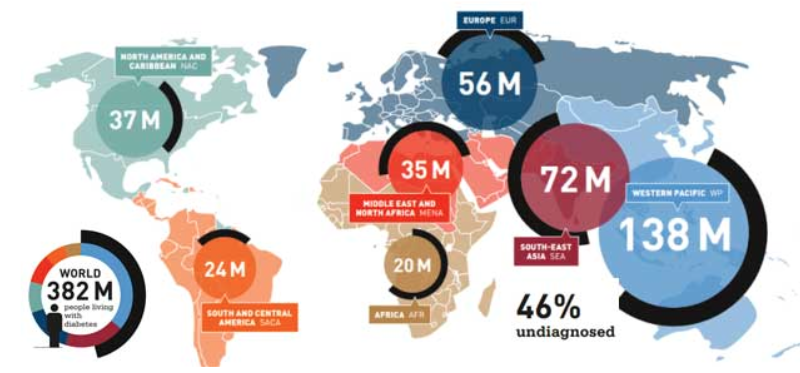 EUROPE EUR
56 M
NORTH AMERICA AND
CARIBBEAN NAC
37 M
35 M
MIDDLE EAST AND
NORTH AFRICA MENA
72 M
SOUTH-EAST
ASIA SEA
WESTERN PACIFIC WP
138 M
24 M
SOUTH AND CENTRAL
AMERICA SACA
20 M
AFRICA AFR
WORLD
382 M
people living
with
diabetes
46%
undiagnosed